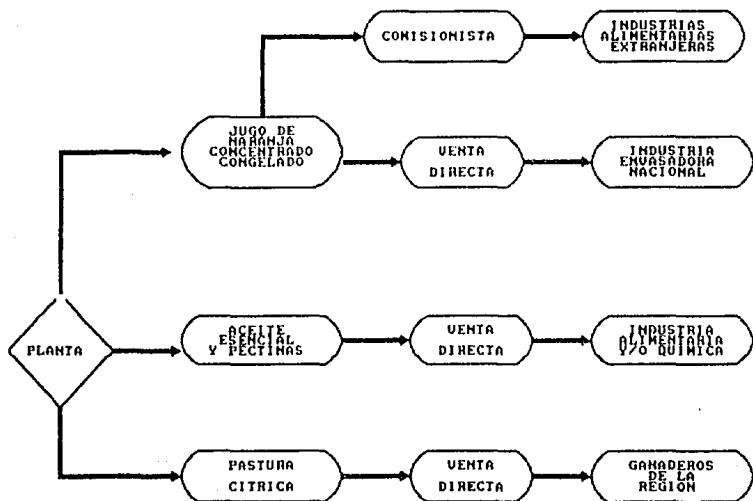 COMISIONISTA
INDUSTRIAS
ALIMENTARIAS
EXTRANJERAS
JUGO DE
NARANJA
CONCENTRADO
CONGELADO
VENTA
DIRECTA
INDUSTRIA
ENVASADORA
NACIONAL
PLANTA
ACEITE
ESENCIAL
Y PECTINAS
VENTA
DIRECTA
INDUSTRIA
ALIMENTARIA
Y/O QUIMICA
PASTURA
CITRICA
VENTA
DIRECTA
GANADEROS
DE LA
REGION